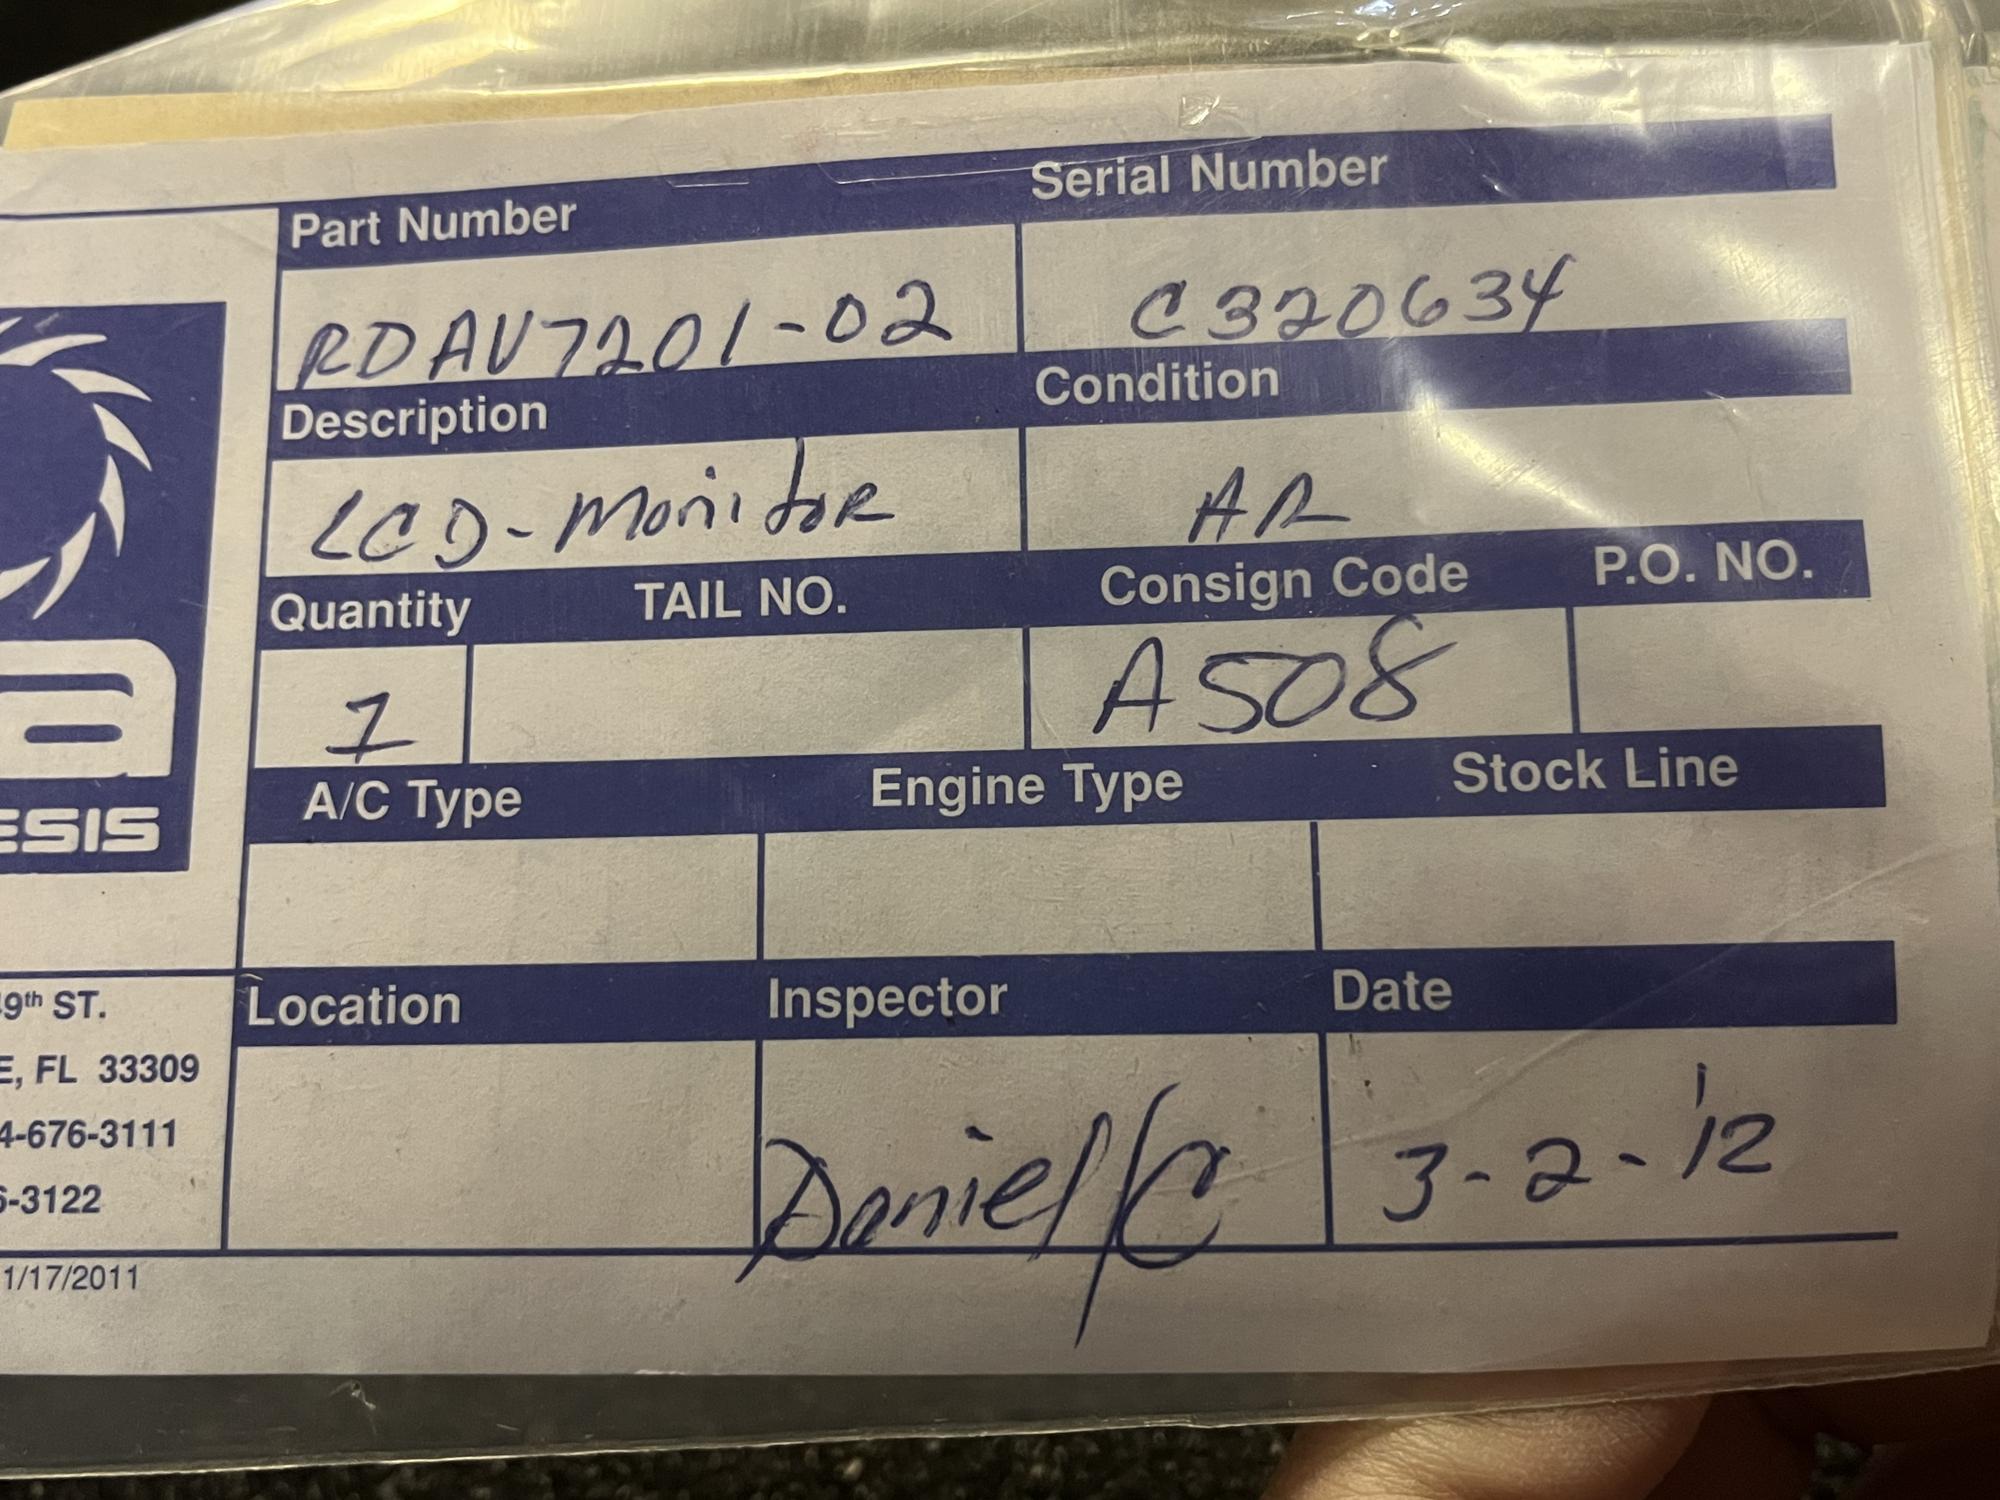 Part Number Serial Number
RDAV7201-02 C320634
Description Condition
LCD-Monitor AR
Quantity TAIL NO. Consign Code P.O. NO.
1 A508
A/C Type Engine Type Stock Line
a
ESIS
Location Inspector Date
Daniel/C 3-2-'12
9th ST.
E, FL 33309
4-676-3111
6-3122
1/17/2011